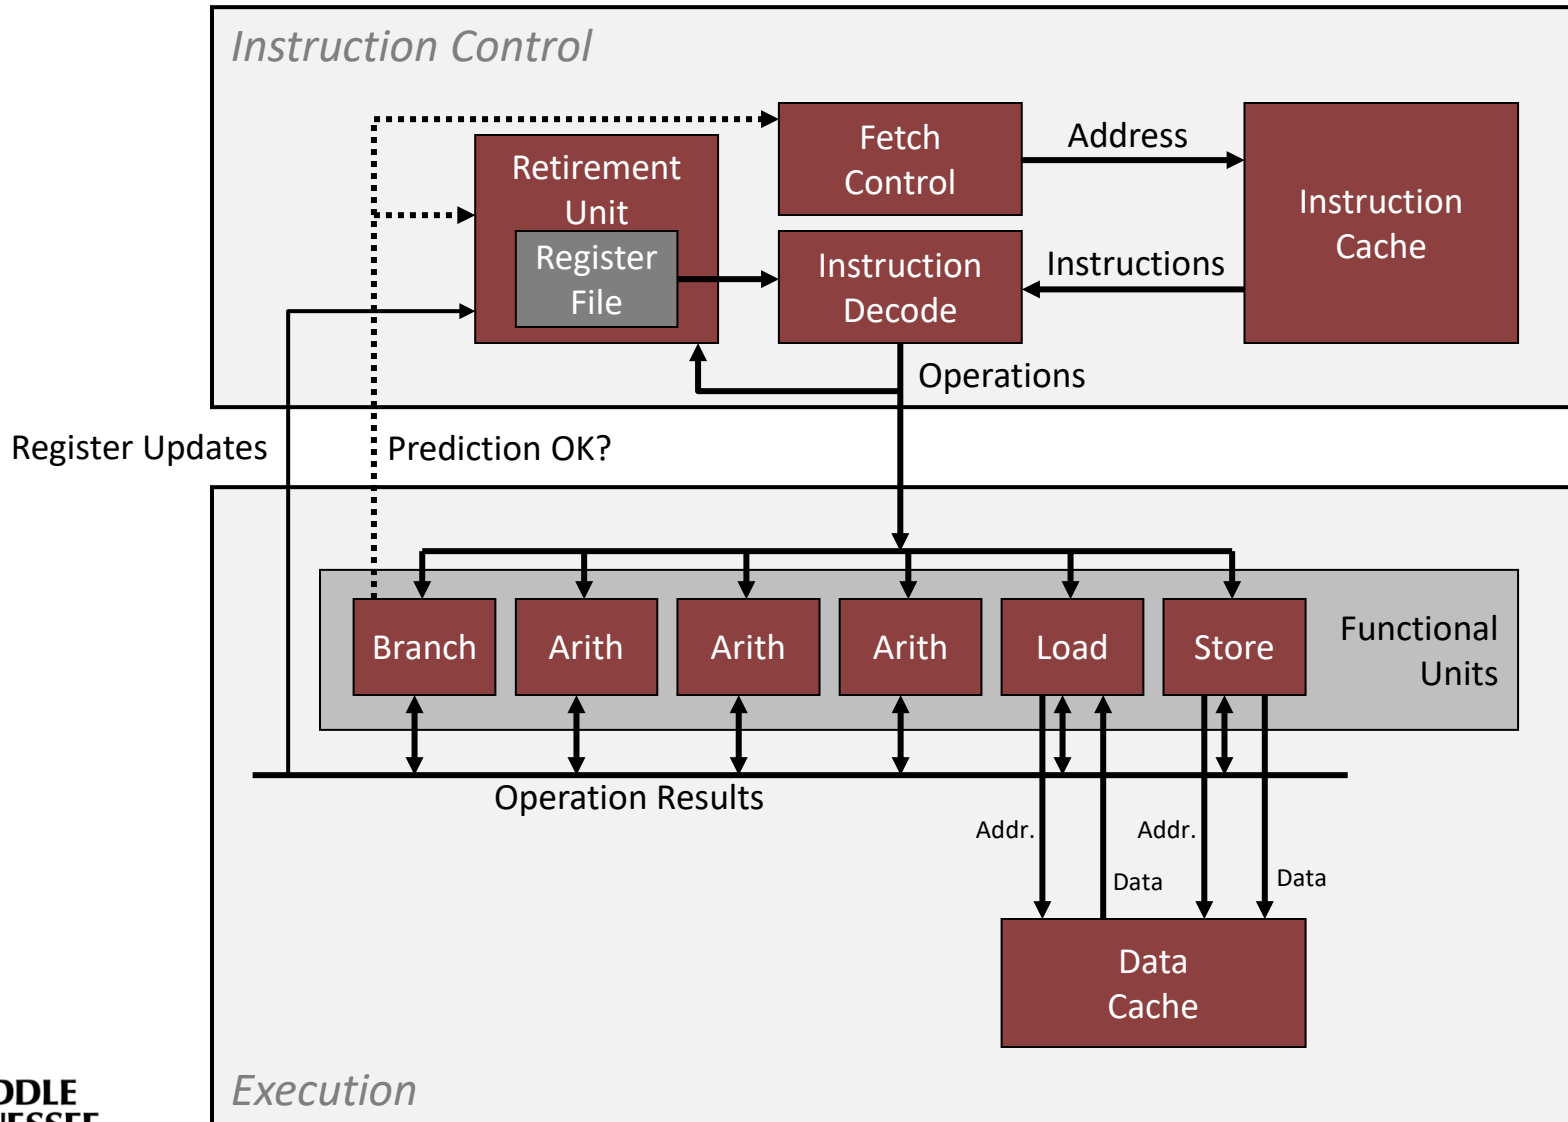 Instruction Control
Fetch
Control
Address
Instruction
Cache
Retirement
Unit
Register
File
Instruction
Decode
Instructions
Operations
Register Updates
Prediction OK?
Branch
Arith
Arith
Arith
Load
Store
Functional
Units
Operation Results
Addr.
Addr.
Data
Data
Data
Cache
Execution